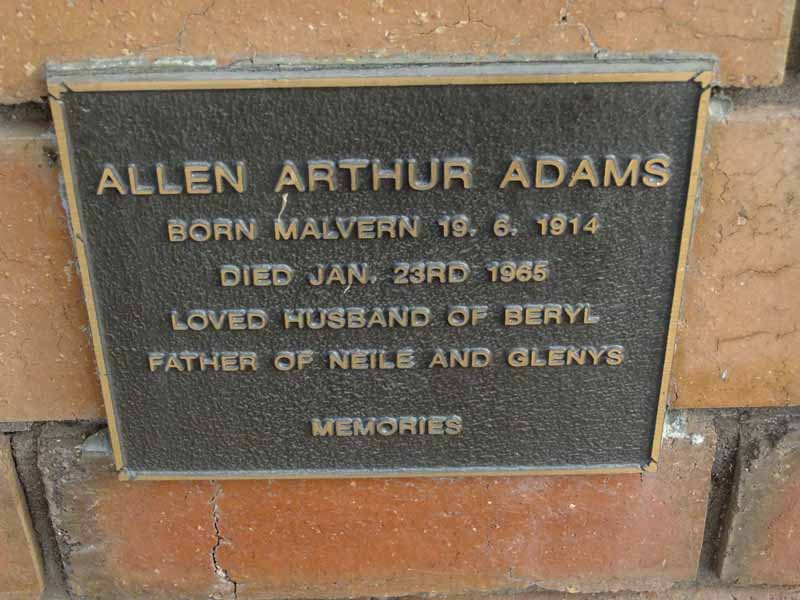 ALLEN ARTHUR ADAMS
BORN MALVERN 19. 6. 1914
DIED JAN. 23RD 1965
LOVED HUSBAND OF BERYL
FATHER OF NEILE AND GLENYS
MEMORIES